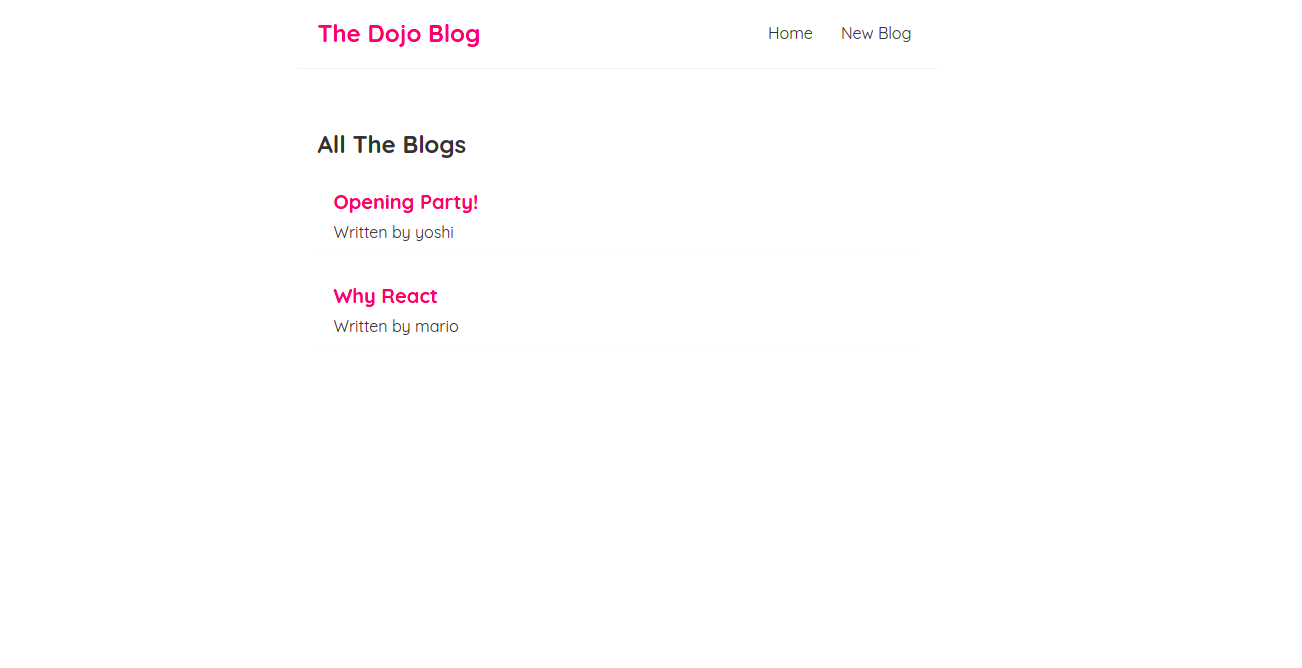 The Dojo Blog
Home New Blog
All The Blogs
Opening Party!
Written by yoshi
Why React
Written by mario